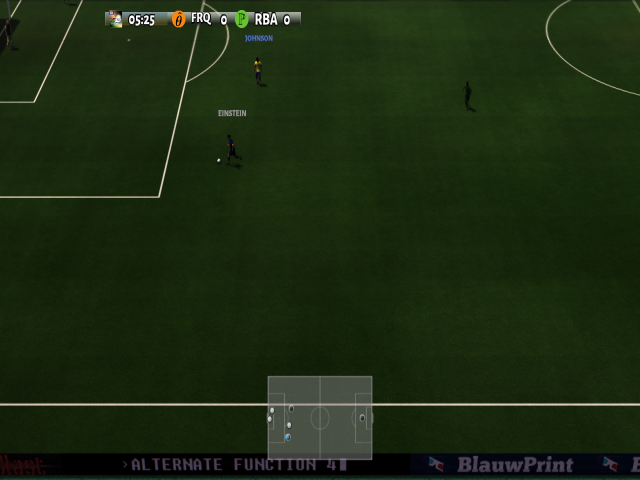 05:25 FRQ 0 RBA 0
JOHNSON
EINSTEIN
>ALTERNATE FUNCTION 4 BlauwPrint